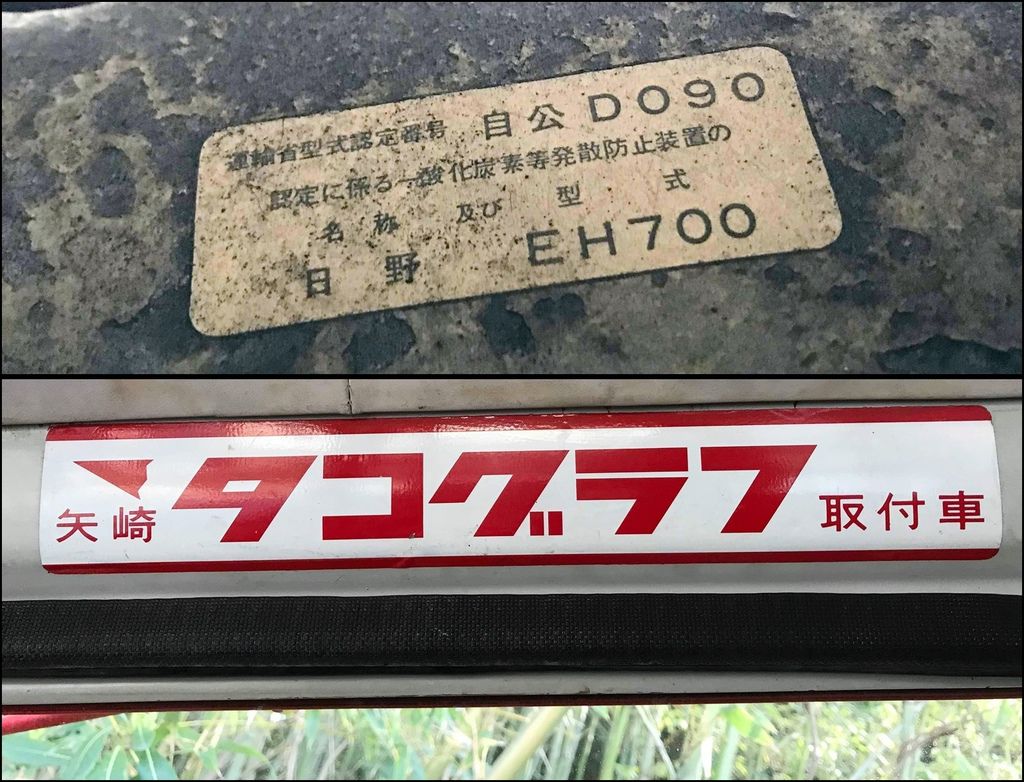 運輸省型式認定番号 自公D090
認定に係る一酸化炭素等発散防止装置の
名称 及び 型式
日野 EH700
矢崎 タコグラフ 取付車